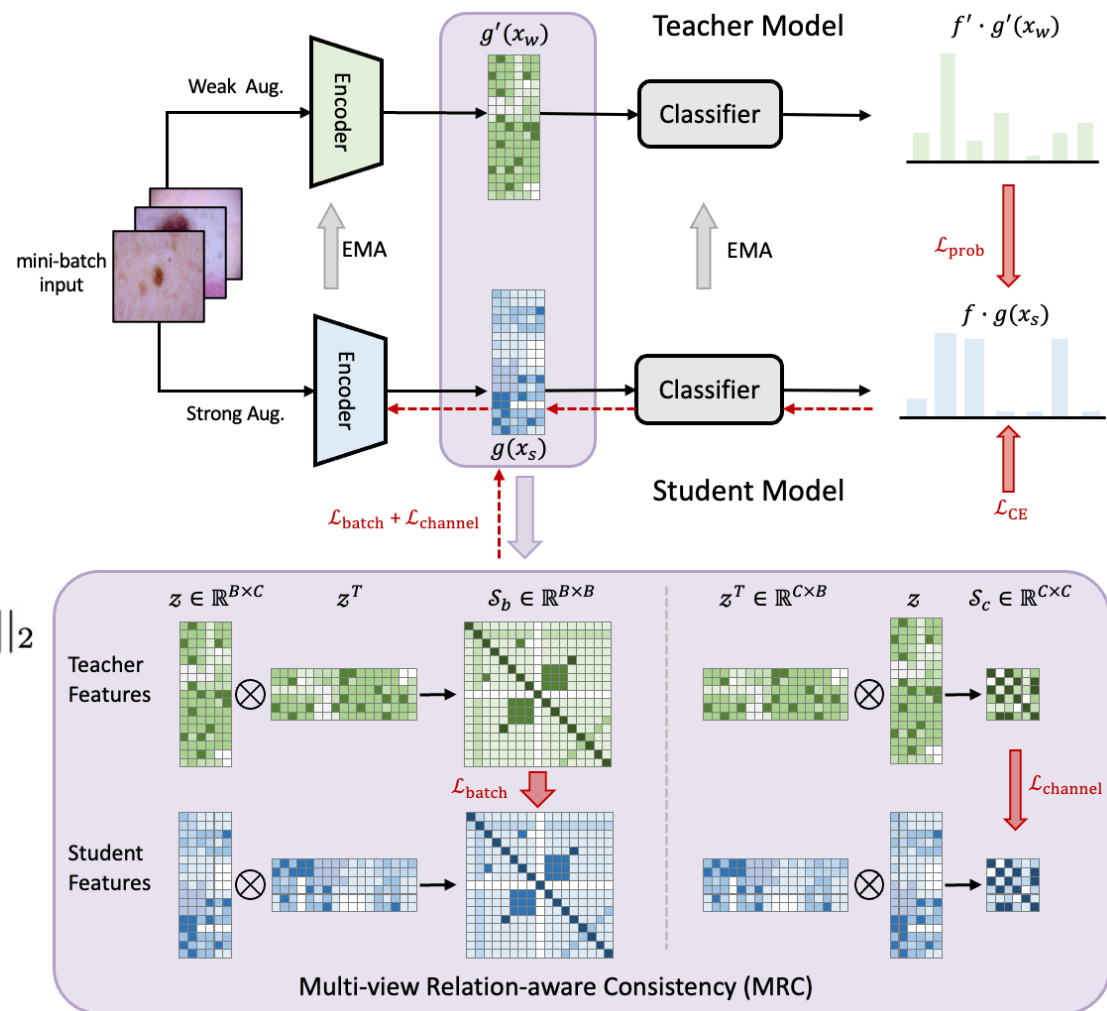 g′(x_w)
Teacher Model
f′ · g′(x_w)
Weak Aug.
Encoder
Classifier
mini-batch
input
EMA
EMA
ℒ_prob
f · g(x_s)
Encoder
Classifier
Strong Aug.
g(x_s)
Student Model
ℒ_batch + ℒ_channel
ℒ_CE
||₂
z ∈ ℝ^{B×C}
z^T
𝒮_b ∈ ℝ^{B×B}
z^T ∈ ℝ^{C×B}
z
𝒮_c ∈ ℝ^{C×C}
Teacher
Features
ℒ_batch
ℒ_channel
Student
Features
Multi-view Relation-aware Consistency (MRC)